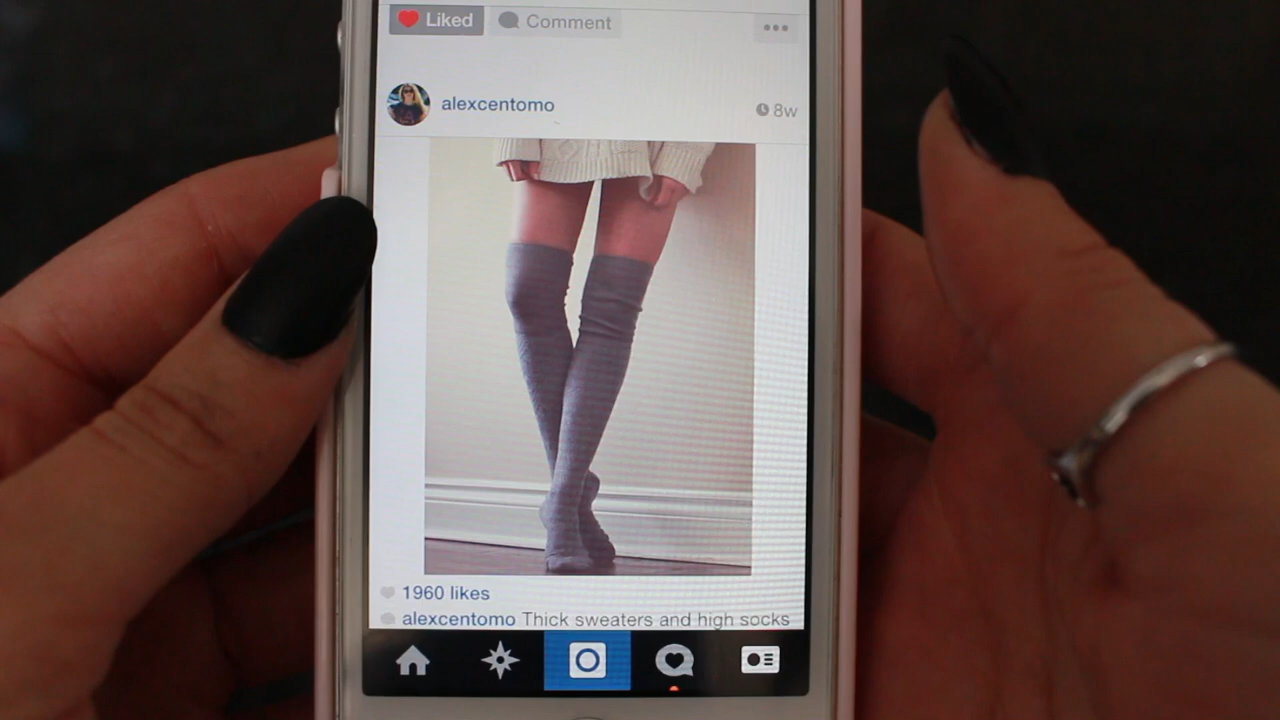 Liked Comment
alexcentomo 8w
1960 likes
alexcentomo Thick sweaters and high socks